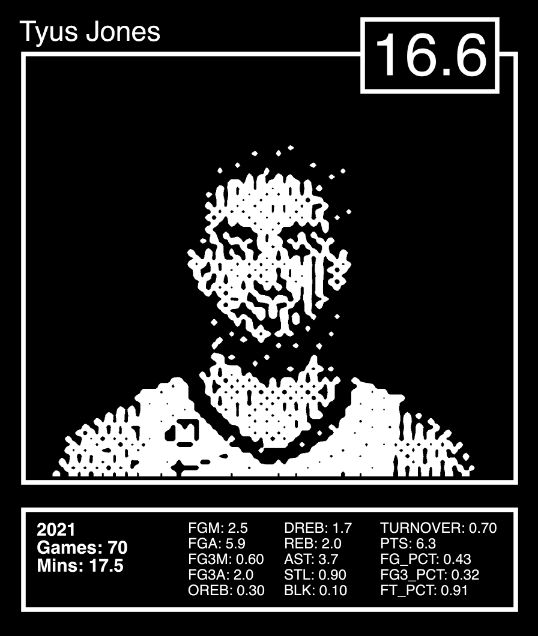 Tyus Jones
16.6
2021
Games: 70
Mins: 17.5
FGM: 2.5
FGA: 5.9
FG3M: 0.60
FG3A: 2.0
OREB: 0.30
DREB: 1.7
REB: 2.0
AST: 3.7
STL: 0.90
BLK: 0.10
TURNOVER: 0.70
PTS: 6.3
FG_PCT: 0.43
FG3_PCT: 0.32
FT_PCT: 0.91